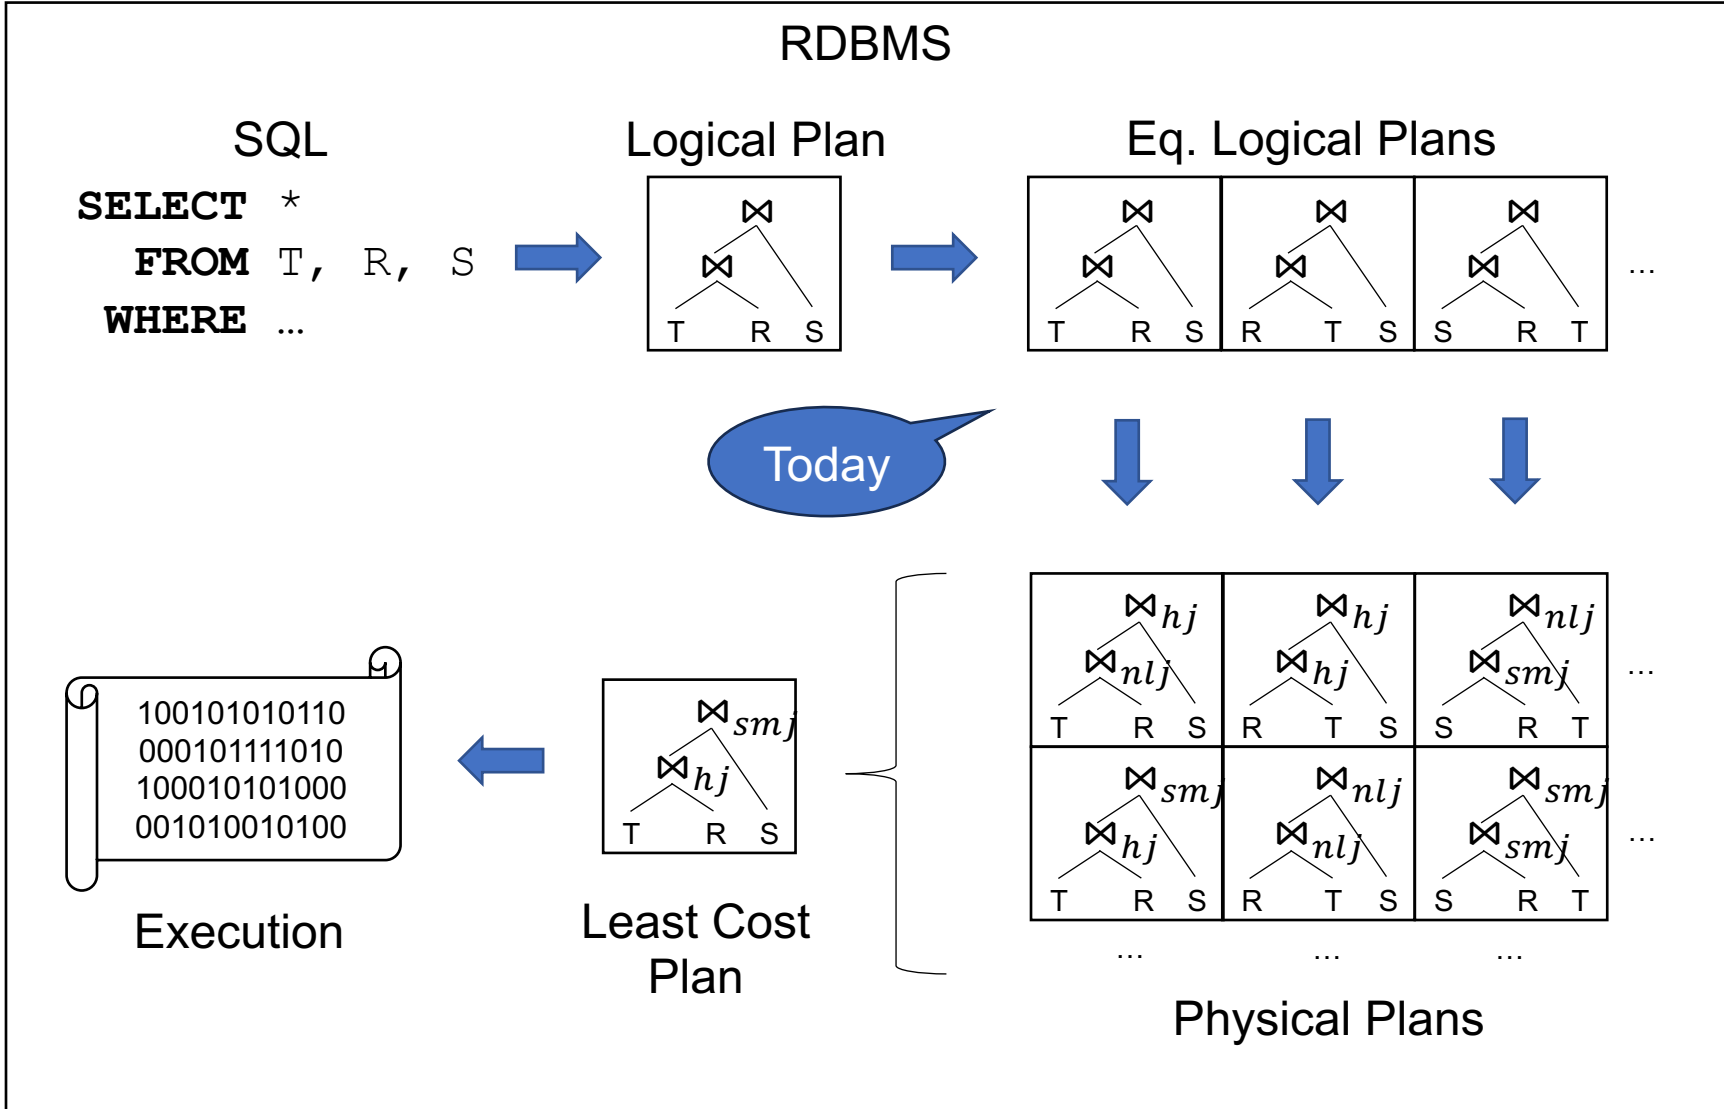 RDBMS
SQL
SELECT *
FROM T, R, S
WHERE …
Logical Plan
⋈
⋈
T R S
Eq. Logical Plans
⋈ ⋈ ⋈
⋈ ⋈ ⋈ ...
T R S R T S S R T
Today
⋈hj ⋈hj ⋈nlj
⋈nlj ⋈hj ⋈smj ...
T R S R T S S R T
⋈smj ⋈nlj ⋈smj
⋈hj ⋈nlj ⋈smj ...
T R S R T S S R T
... ... ...
Physical Plans
⋈smj
⋈hj
T R S
Least Cost
Plan
100101010110
000101111010
100010101000
001010010100
Execution